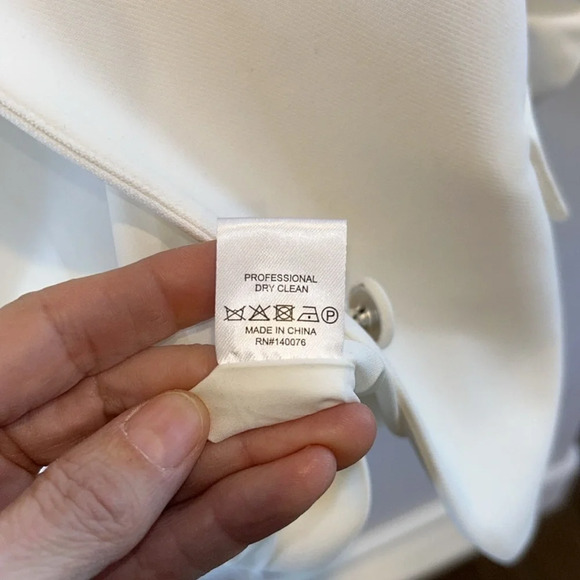 PROFESSIONAL
DRY CLEAN
P
MADE IN CHINA
RN#140076